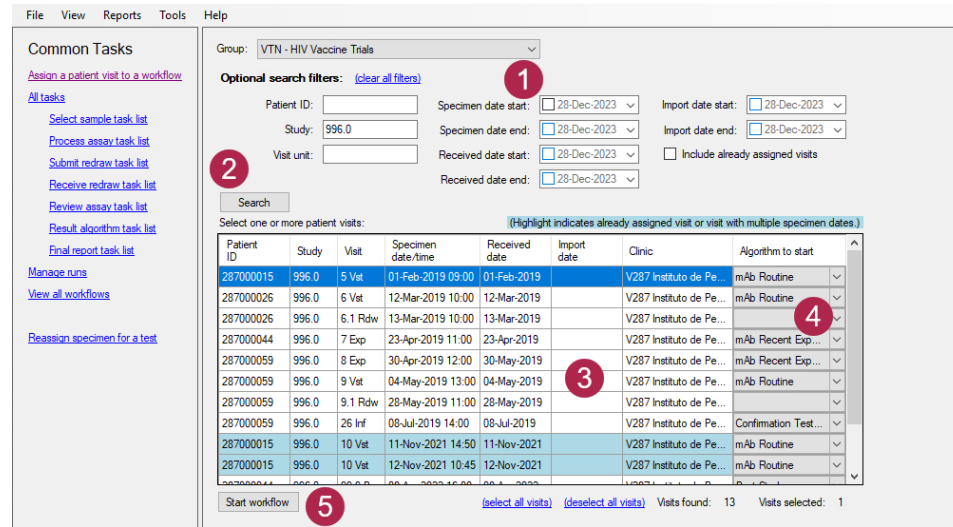 File View Reports Tools Help
Common Tasks
Assign a patient visit to a workflow
All tasks
Select sample task list
Process assay task list
Submit redraw task list
Receive redraw task list
Review assay task list
Result algorithm task list
Final report task list
Manage runs
View all workflows
Reassign specimen for a test
Group: VTN - HIV Vaccine Trials
Optional search filters: (clear all filters)
1
Patient ID: Specimen date start: 28-Dec-2023 Import date start: 28-Dec-2023
Study: 996.0 Specimen date end: 28-Dec-2023 Import date end: 28-Dec-2023
Visit unit: Received date start: 28-Dec-2023 Include already assigned visits
2
Received date end: 28-Dec-2023
Search
Select one or more patient visits: (Highlight indicates already assigned visit or visit with multiple specimen dates.)
Patient ID Study Visit Specimen date/time Received date Import date Clinic Algorithm to start
287000015 996.0 5 Vst 01-Feb-2019 09:00 01-Feb-2019 V287 Instituto de Pe... mAb Routine
287000026 996.0 6 Vst 12-Mar-2019 10:00 12-Mar-2019 V287 Instituto de Pe... mAb Routine
287000026 996.0 6.1 Rdw 13-Mar-2019 10:00 13-Mar-2019 V287 Instituto de Pe...
4
287000044 996.0 7 Exp 23-Apr-2019 11:00 23-Apr-2019 V287 Instituto de Pe... mAb Recent Exp...
287000059 996.0 8 Exp 30-Apr-2019 12:00 30-May-2019 V287 Instituto de Pe... mAb Recent Exp...
287000059 996.0 9 Vst 04-May-2019 13:00 04-May-2019 V287 Instituto de Pe... mAb Routine
3
287000059 996.0 9.1 Rdw 28-May-2019 11:00 28-May-2019 V287 Instituto de Pe...
287000059 996.0 26 Inf 08-Jul-2019 14:00 08-Jul-2019 V287 Instituto de Pe... Confirmation Test...
287000015 996.0 10 Vst 11-Nov-2021 14:50 11-Nov-2021 V287 Instituto de Pe... mAb Routine
287000015 996.0 10 Vst 12-Nov-2021 10:45 12-Nov-2021 V287 Instituto de Pe... mAb Routine
Start workflow 5 (select all visits) (deselect all visits) Visits found: 13 Visits selected: 1